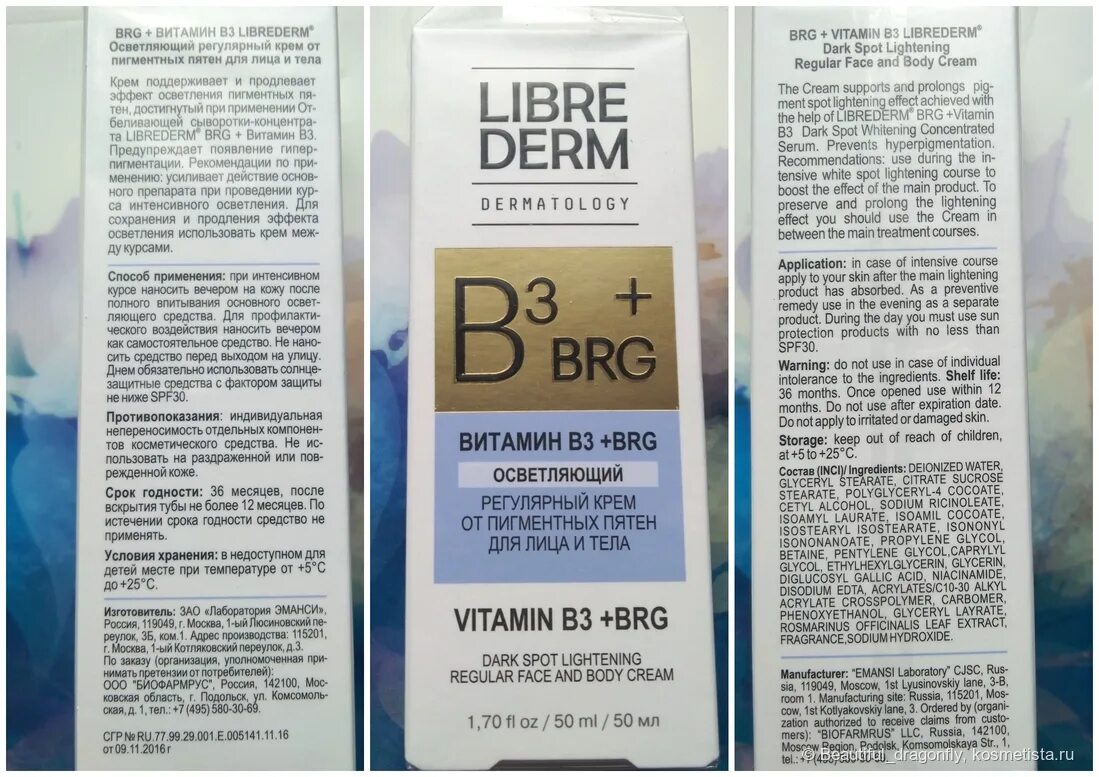 BRG + ВИТАМИН В3 LIBREDERM®
Осветляющий регулярный крем от
пигментных пятен для лица и тела
Крем поддерживает и продлевает
эффект осветления пигментных пя-
тен, достигнутый при применении От-
беливающей сыворотки-концентра-
та LIBREDERM® BRG + Витамин В3.
Предупреждает появление гипер-
пигментации. Рекомендации по при-
менению: усиливает действие основ-
ного препарата при проведении кур-
са интенсивного осветления. Для
сохранения и продления эффекта
осветления использовать крем меж-
ду курсами.
Способ применения: при интенсивном
курсе наносить вечером на кожу после
полного впитывания основного освет-
ляющего средства. Для профилакти-
ческого воздействия наносить вечером
как самостоятельное средство. Не нано-
сить средство перед выходом на улицу.
Днем обязательно использовать солнце-
защитные средства с фактором защиты
не ниже SPF30.
Противопоказания: индивидуальная
непереносимость отдельных компонен-
тов косметического средства. Не ис-
пользовать на раздраженной или пов-
режденной коже.
Срок годности: 36 месяцев, после
вскрытия тубы не более 12 месяцев. По
истечении срока годности средство не
применять.
Условия хранения: в недоступном для
детей месте при температуре от +5°C
до +25°C.
Изготовитель: ЗАО «Лаборатория ЭМАНСИ»,
Россия, 119049, г. Москва, 1-ый Люсиновский пе-
реулок, 3Б, ком.1. Адрес производства: 115201,
г. Москва, 1-ый Котляковский переулок, д.3.
По заказу (организация, уполномоченная при-
нимать претензии от потребителей):
ООО "БИОФАРМРУС", Россия, 142100, Мос-
ковская область, г. Подольск, ул. Комсомоль-
ская, д. 1, тел.: +7 (495) 580-30-69.
СГР № RU.77.99.29.001.Е.005141.11.16
от 09.11.2016 г
LIBRE
DERM
DERMATOLOGY
B3 +
BRG
ВИТАМИН В3 +BRG
ОСВЕТЛЯЮЩИЙ
РЕГУЛЯРНЫЙ КРЕМ
ОТ ПИГМЕНТНЫХ ПЯТЕН
ДЛЯ ЛИЦА И ТЕЛА
VITAMIN B3 +BRG
DARK SPOT LIGHTENING
REGULAR FACE AND BODY CREAM
1,70 fl oz / 50 ml / 50 мл
BRG + VITAMIN B3 LIBREDERM®
Dark Spot Lightening
Regular Face and Body Cream
The Cream supports and prolongs pig-
ment spot lightening effect achieved with
the help of LIBREDERM® BRG +Vitamin
B3 Dark Spot Whitening Concentrated
Serum. Prevents hyperpigmentation.
Recommendations: use during the in-
tensive white spot lightening course to
boost the effect of the main product. To
preserve and prolong the lightening
effect you should use the Cream in
between the main treatment courses.
Application: in case of intensive course
apply to your skin after the main lightening
product has absorbed. As a preventive
remedy use in the evening as a separate
product. During the day you must use sun
protection products with no less than
SPF30.
Warning: do not use in case of individual
intolerance to the ingredients. Shelf life:
36 months. Once opened use within 12
months. Do not use after expiration date.
Do not apply to irritated or damaged skin.
Storage: keep out of reach of children,
at +5 to +25°C.
Состав (INCI)/ Ingredients: DEIONIZED WATER,
GLYCERYL STEARATE, CITRATE SUCROSE
STEARATE, POLYGLYCERYL-4 COCOATE,
CETYL ALCOHOL, SODIUM RICINOLEATE,
ISOAMYL LAURATE, ISOAMIL COCOATE,
ISOSTEARYL ISOSTEARATE, ISONONYL
ISONONANOATE, PROPYLENE GLYCOL,
BETAINE, PENTYLENE GLYCOL,CAPRYLYL
GLYCOL, ETHYLHEXYLGLYCERIN, GLYCERIN,
DIGLUCOSYL GALLIC ACID, NIACINAMIDE,
DISODIUM EDTA, ACRYLATES/C10-30 ALKYL
ACRYLATE CROSSPOLYMER, CARBOMER,
PHENOXYETHANOL, GLYCERYL LAYRATE,
ROSMARINUS OFFICINALIS LEAF EXTRACT,
FRAGRANCE,SODIUM HYDROXIDE.
Manufacturer: "EMANSI Laboratory" CJSC, Rus-
sia, 119049, Moscow, 1st Lyusinovskiy lane, 3-B,
room 1. Manufacturing site: Russia, 115201, Mos-
cow, 1st Kotlyakovskiy lane, 3. Ordered by (organi-
zation authorized to receive claims from custo-
mers): "BIOFARMRUS" LLC, Russia, 142100,
Moscow Region, Podolsk, Komsomolskaya Str., 1,
tel.: +7 (495) 580-30-69.
© Beautiful_dragonfly, kosmetista.ru